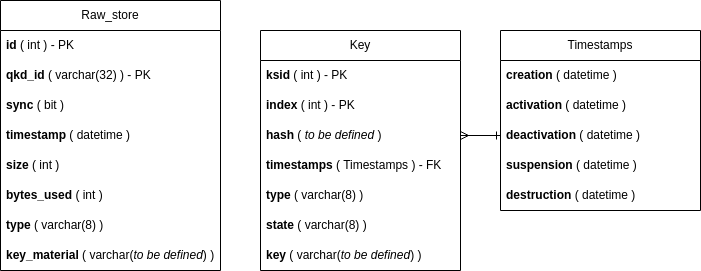 Raw_store
id ( int ) - PK
qkd_id ( varchar(32) ) - PK
sync ( bit )
timestamp ( datetime )
size ( int )
bytes_used ( int )
type ( varchar(8) )
key_material ( varchar(to be defined) )
Key
ksid ( int ) - PK
index ( int ) - PK
hash ( to be defined )
timestamps ( Timestamps ) - FK
type ( varchar(8) )
state ( varchar(8) )
key ( varchar(to be defined) )
Timestamps
creation ( datetime )
activation ( datetime )
deactivation ( datetime )
suspension ( datetime )
destruction ( datetime )